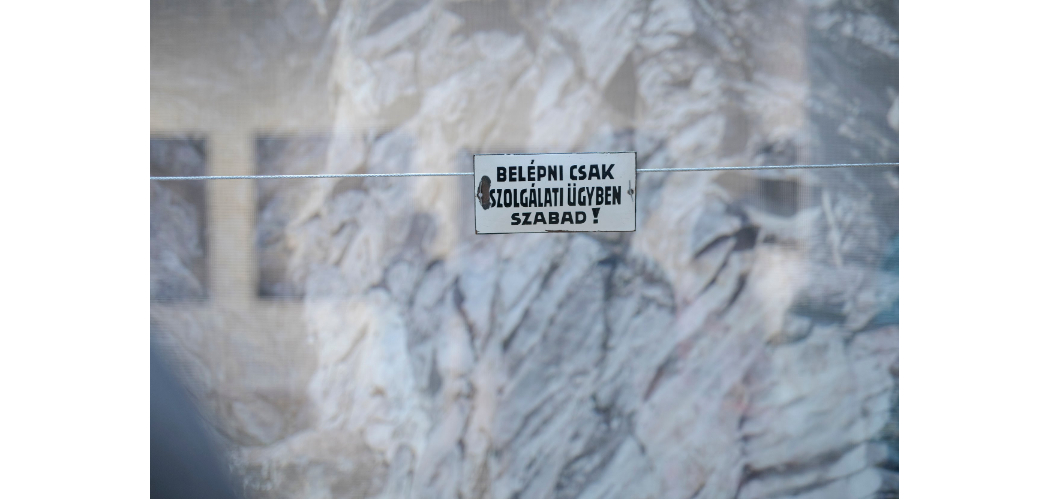 BELÉPNI CSAK
SZOLGÁLATI ÜGYBEN
SZABAD!